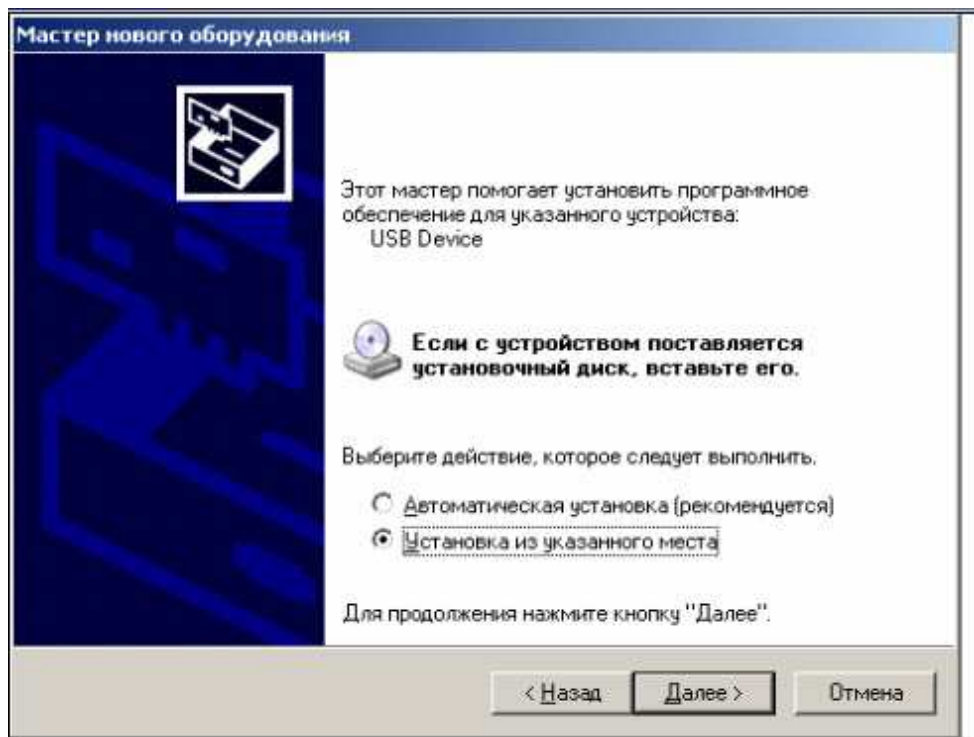 Мастер нового оборудования
Этот мастер помогает установить программное
обеспечение для указанного устройства:
USB Device
Если с устройством поставляется
установочный диск, вставьте его.
Выберите действие, которое следует выполнить.
Автоматическая установка (рекомендуется)
Установка из указанного места
Для продолжения нажмите кнопку "Далее".
< Назад
Далее >
Отмена